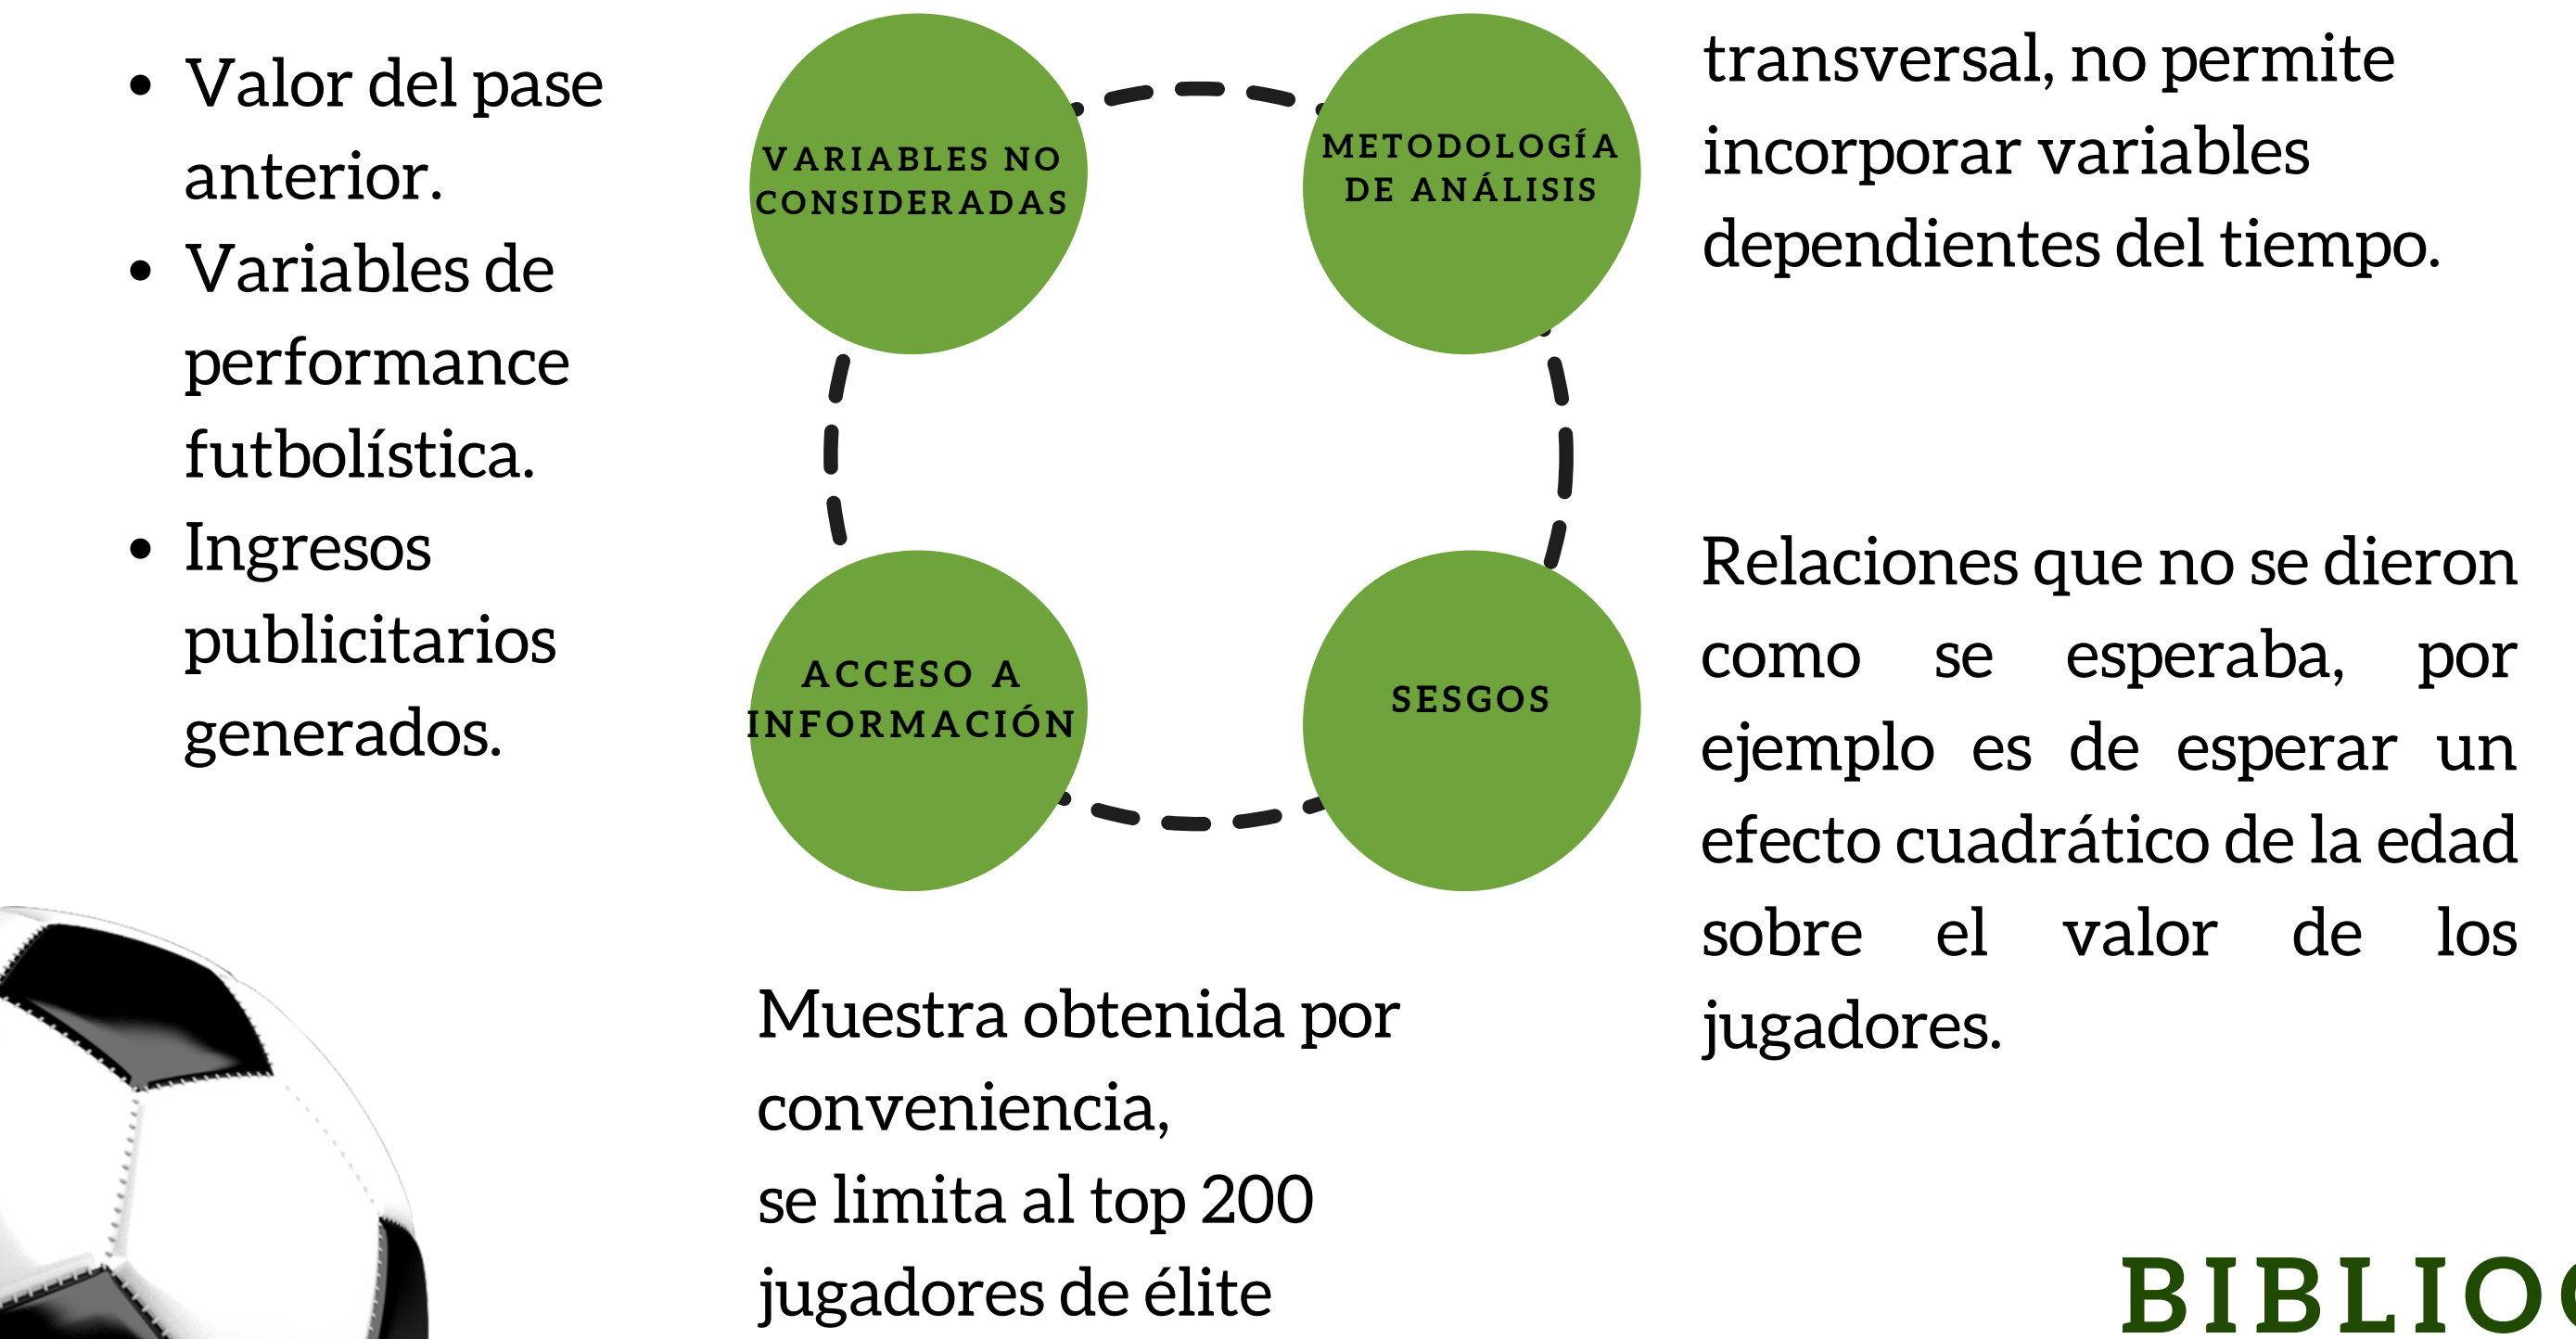 • Valor del pase
anterior.
• Variables de
performance
futbolística.
• Ingresos
publicitarios
generados.
VARIABLES NO
CONSIDERADAS
METODOLOGÍA
DE ANÁLISIS
transversal, no permite
incorporar variables
dependientes del tiempo.
ACCESO A
INFORMACIÓN
SESGOS
Relaciones que no se dieron
como se esperaba, por
ejemplo es de esperar un
efecto cuadrático de la edad
sobre el valor de los
jugadores.
Muestra obtenida por
conveniencia,
se limita al top 200
jugadores de élite